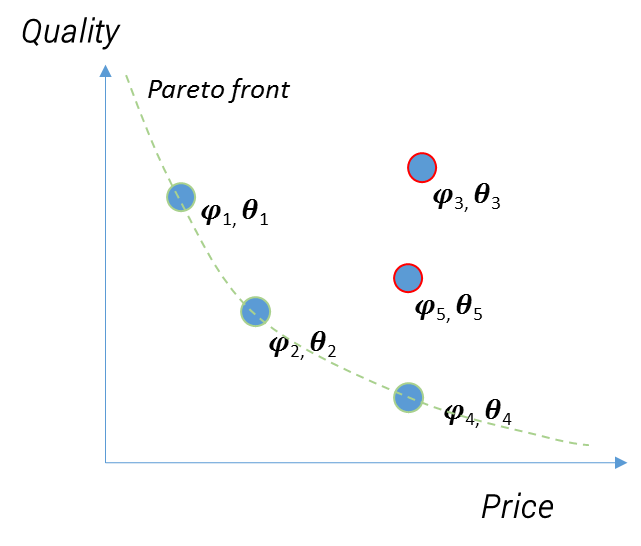 Quality
Pareto front
φ₃, θ₃
φ₁, θ₁
φ₅, θ₅
φ₂, θ₂
φ₄, θ₄
Price